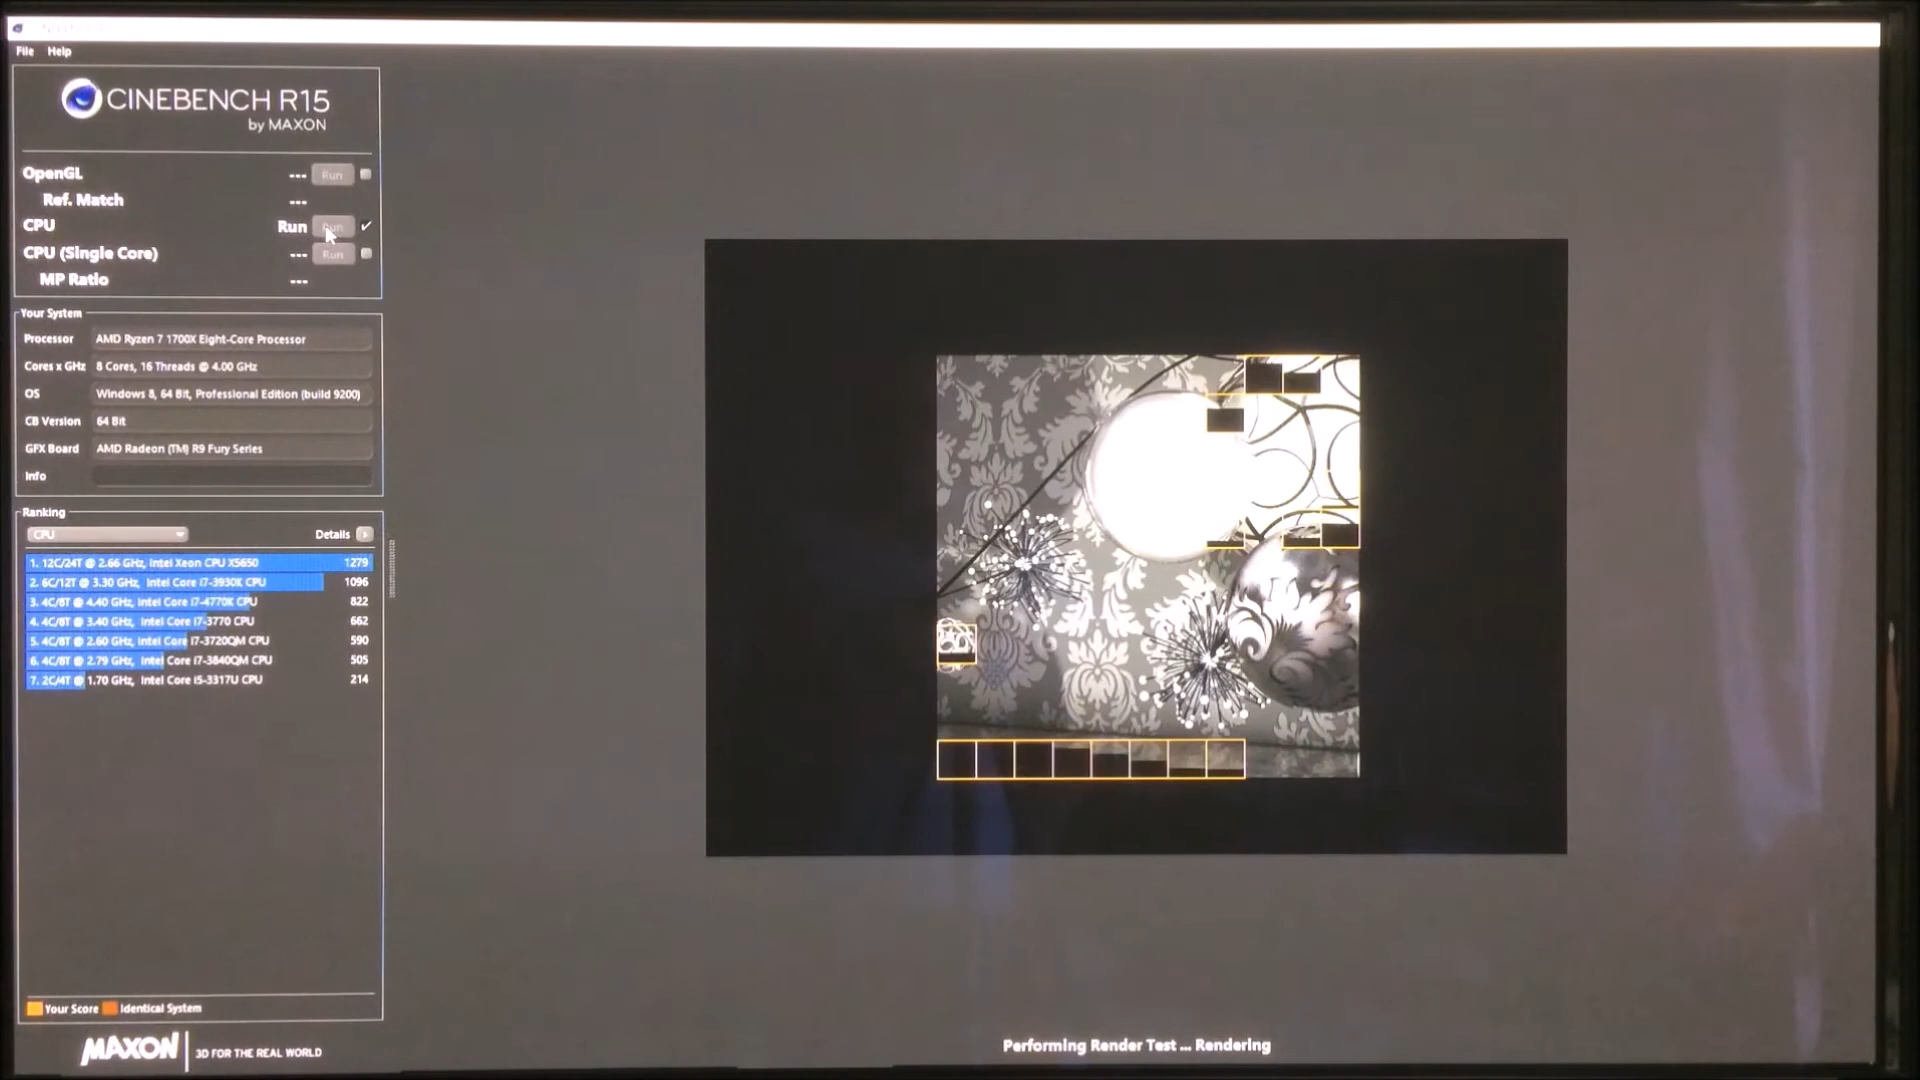 File Help
CINEBENCH R15
by MAXON
OpenGL --- Run
Ref. Match ---
CPU Run Run
CPU (Single Core) --- Run
MP Ratio ---
Your System
Processor AMD Ryzen 7 1700X Eight-Core Processor
Cores x GHz 8 Cores, 16 Threads @ 4.00 GHz
OS Windows 8, 64 Bit, Professional Edition (build 9200)
CB Version 64 Bit
GFX Board AMD Radeon (TM) R9 Fury Series
Info
Ranking
CPU Details
1. 12C/24T @ 2.66 GHz, Intel Xeon CPU X5650 1279
2. 6C/12T @ 3.30 GHz, Intel Core i7-3930K CPU 1096
3. 4C/8T @ 4.40 GHz, Intel Core i7-4770K CPU 822
4. 4C/8T @ 3.40 GHz, Intel Core i7-3770 CPU 662
5. 4C/8T @ 2.60 GHz, Intel Core i7-3720QM CPU 590
6. 4C/8T @ 2.79 GHz, Intel Core i7-3840QM CPU 505
7. 2C/4T @ 1.70 GHz, Intel Core i5-3317U CPU 214
Your Score Identical System
MAXON 3D FOR THE REAL WORLD
Performing Render Test ... Rendering